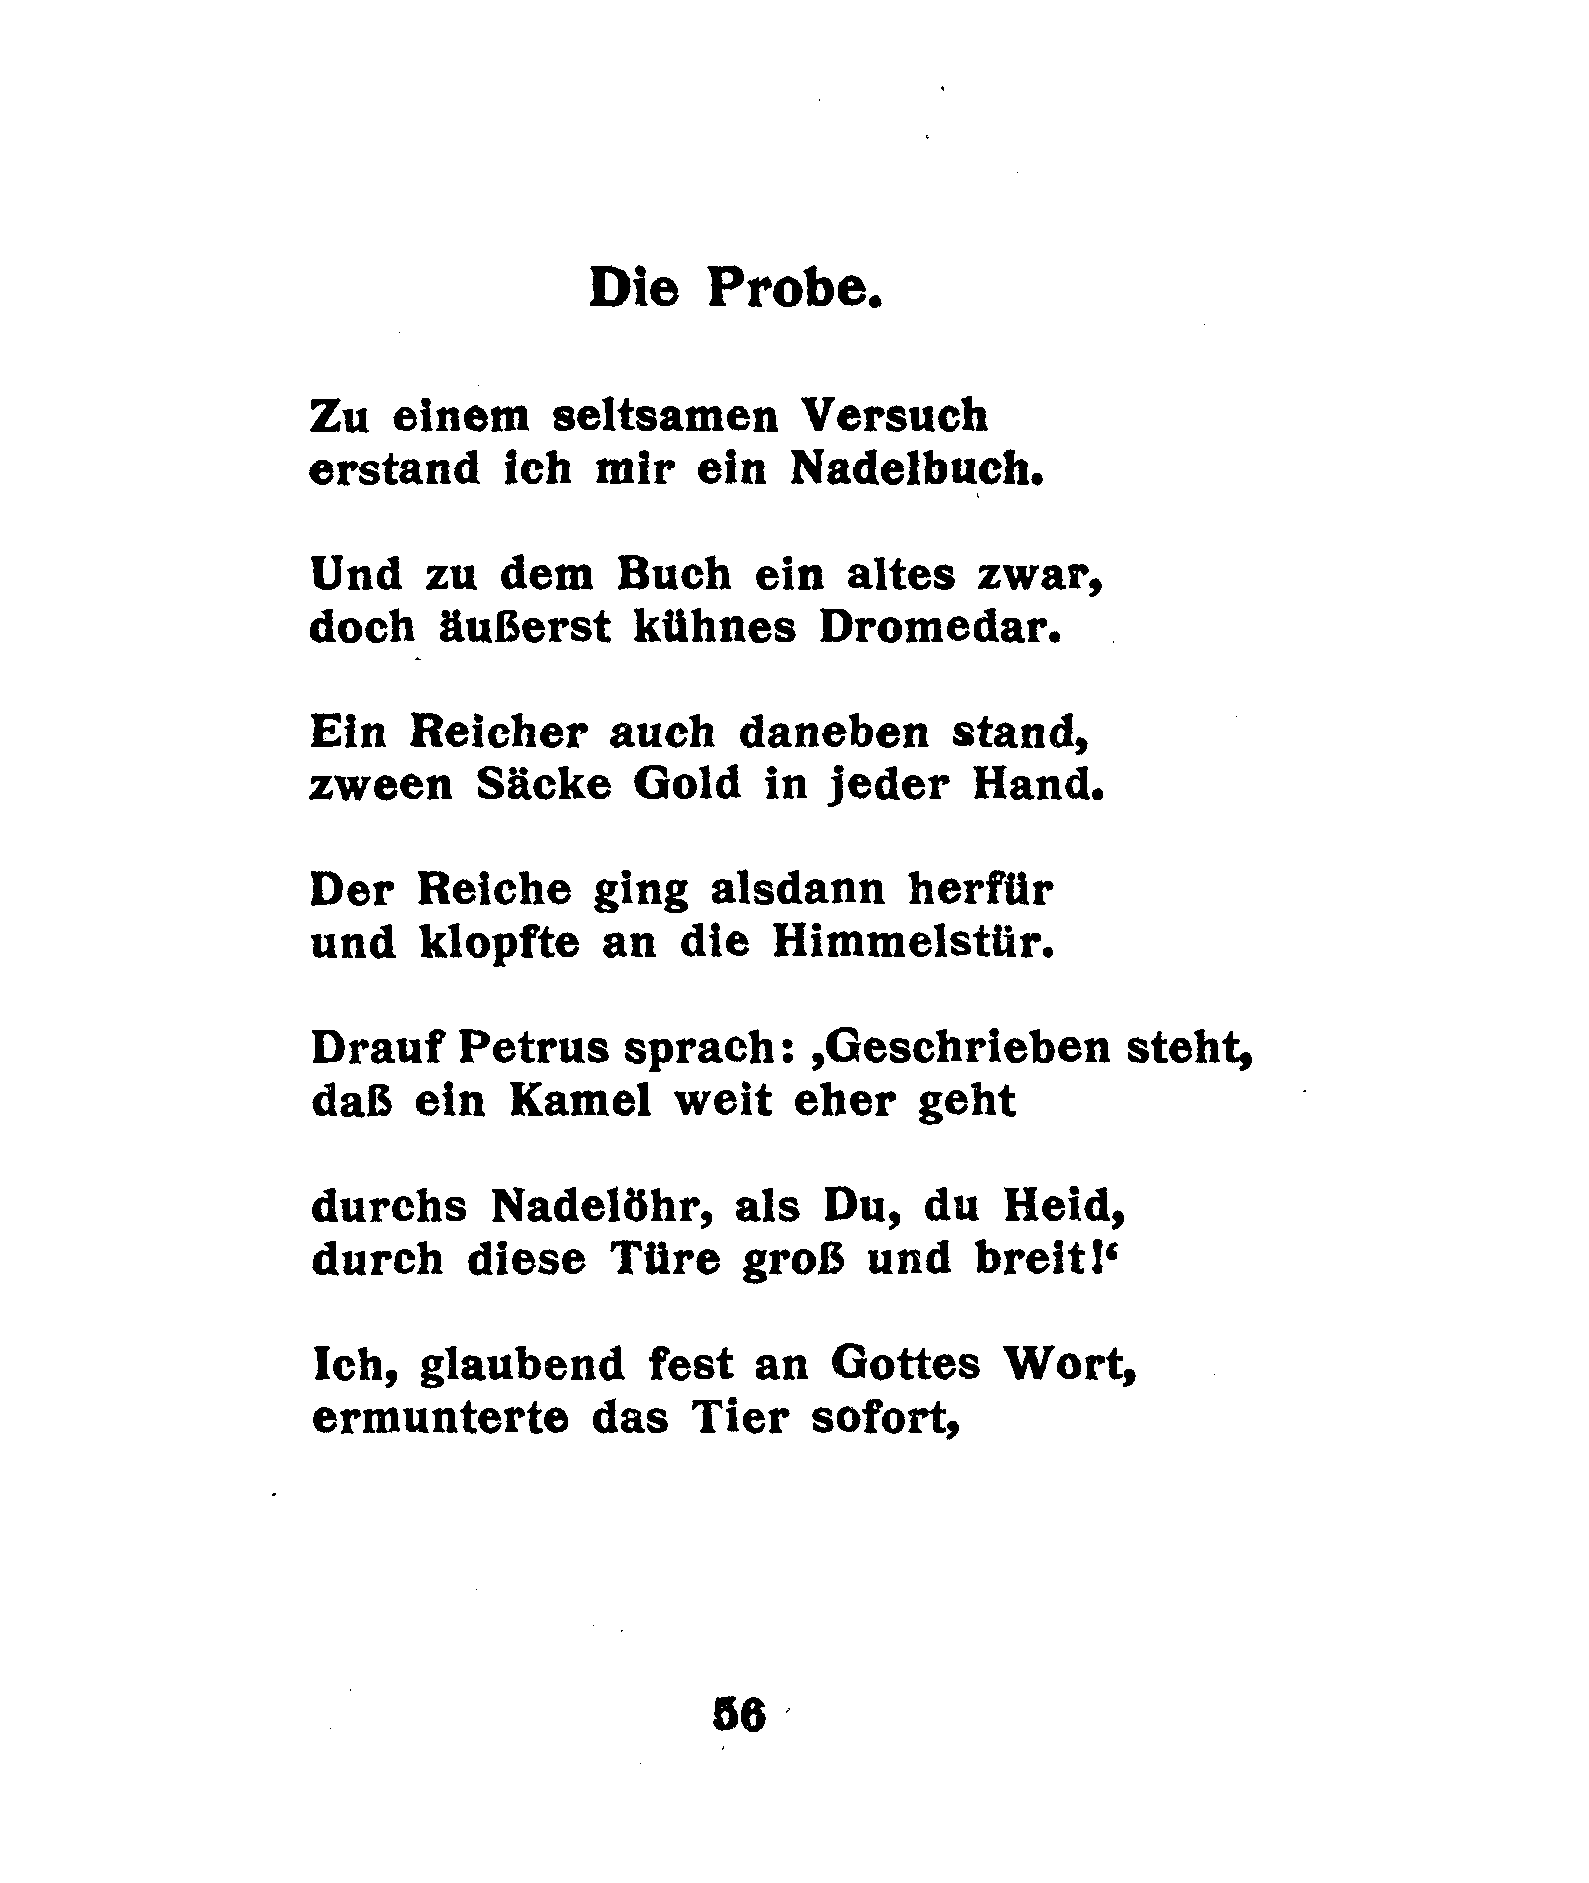 Die Probe.
Zu einem seltsamen Versuch
erstand ich mir ein Nadelbuch.
Und zu dem Buch ein altes zwar,
doch äußerst kühnes Dromedar.
Ein Reicher auch daneben stand,
zween Säcke Gold in jeder Hand.
Der Reiche ging alsdann herfür
und klopfte an die Himmelstür.
Drauf Petrus sprach: ‚Geschrieben steht,
daß ein Kamel weit eher geht
durchs Nadelöhr, als Du, du Heid,
durch diese Türe groß und breit!‘
Ich, glaubend fest an Gottes Wort,
ermunterte das Tier sofort,
56